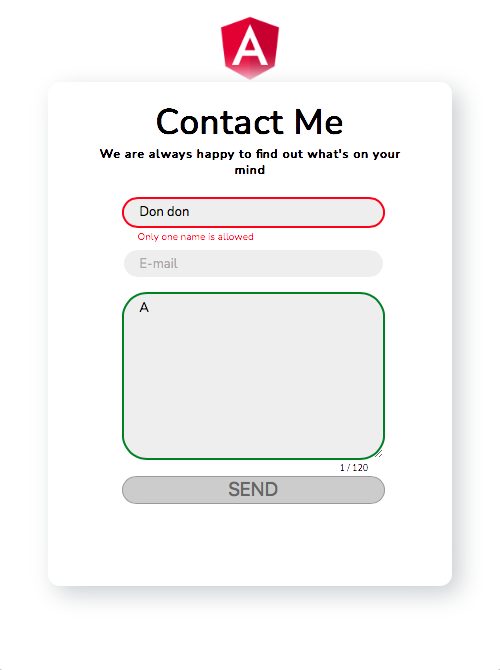 A
Contact Me
We are always happy to find out what's on your
mind
Don don
Only one name is allowed
E-mail
A
1 / 120
SEND